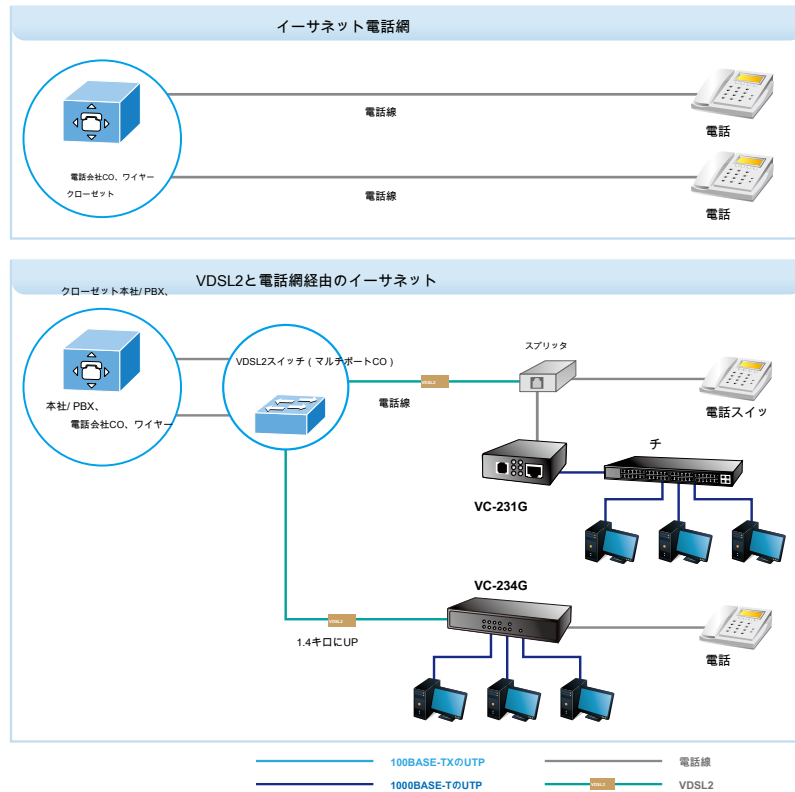 イーサネット電話網
電話線
電話
電話会社CO、ワイヤー
クローゼット
電話線
電話
VDSL2と電話網経由のイーサネット
クローゼット本社/ PBX、
スプリッタ
VDSL2スイッチ ( マルチポートCO )
VDSL2
本社/ PBX、
電話会社CO、ワイヤー
電話線
電話スイッ
チ
VC-231G
VC-234G
VDSL2
1.4キロにUP
電話
100BASE-TXのUTP
電話線
1000BASE-TのUTP
VDSL2
VDSL2